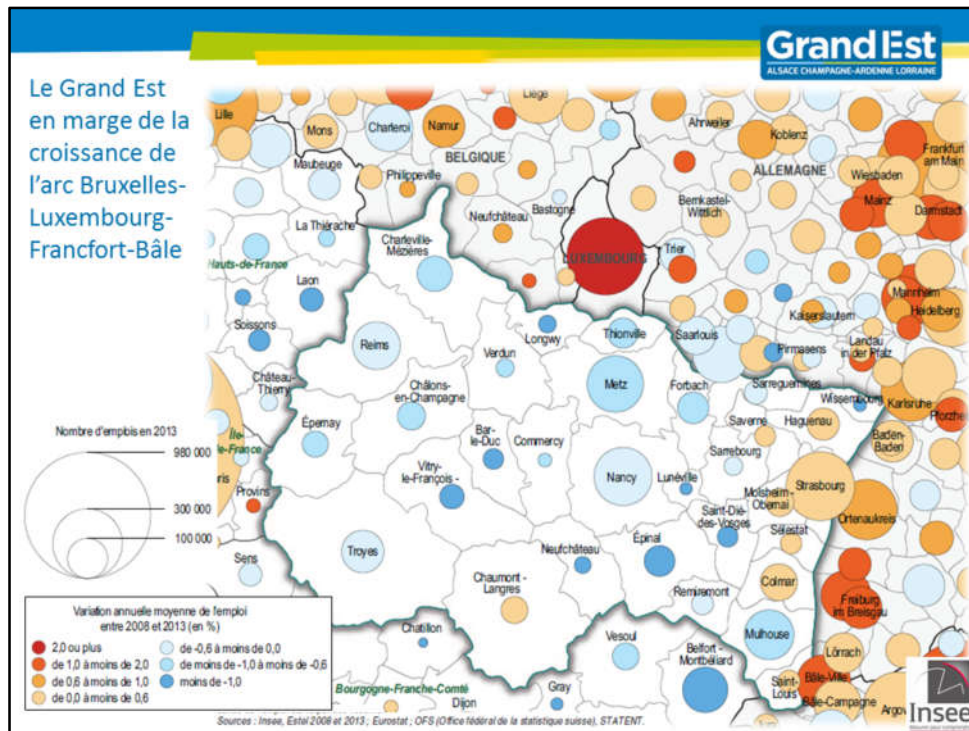 GrandEst
ALSACE CHAMPAGNE-ARDENNE LORRAINE
Le Grand Est
en marge de la
croissance de
l'arc Bruxelles-
Luxembourg-
Francfort-Bâle
Lille
Mons
Charleroi
Namur
Liège
Ahrweiler
Koblenz
Frankfurt
am Main
Maubeuge
BELGIQUE
ALLEMAGNE
Wiesbaden
Philippeville
Bastogne
Bernkastel-
Wittlich
Mainz
Darmstadt
Neufchâteau
La Thiérache
Charleville-
Mézières
LUXEMBOURG
Trier
Hauts-de-France
Laon
Mannheim
Heidelberg
Soissons
Reims
Longwy
Thionville
Saarlouis
Kaiserslautern
Pirmasens
Landau
in der Pfalz
Verdun
Château-
Thierry
Châlons-
en-Champagne
Metz
Forbach
Sarreguemines
Wissembourg
Karlsruhe
Pforzhe
Épernay
Saverne
Haguenau
Baden-
Baden
Bar-
le-Duc
Commercy
Sarrebourg
Nombre d'emplois en 2013
980 000
300 000
100 000
Île-
de-France
ris
Provins
Vitry-
le-François -
Nancy
Lunéville
Strasbourg
Molsheim-
Obernai
Ortenaukreis
Saint-Dié
des-Vosges
Sélestat
Sens
Troyes
Neufchâteau
Épinal
Chaumont -
Langres
Remiremont
Colmar
Freiburg
im Breisgau
Variation annuelle moyenne de l'emploi
entre 2008 et 2013 (en %)
2,0 ou plus
de 1,0 à moins de 2,0
de 0,6 à moins de 1,0
de 0,0 à moins de 0,6
de -0,6 à moins de 0,0
de moins de -1,0 à moins de -0,6
moins de -1,0
Chatillon
Vesoul
Belfort -
Montbéliard
Mulhouse
Lörrach
Saint-
Louis
Bâle-Ville
Bâle-Campagne
Argov
Bourgogne-Franche-Comté
Dijon
Gray
Sources : Insee, Estel 2008 et 2013 ; Eurostat ; OFS (Office fédéral de la statistique suisse), STATENT.
Insee